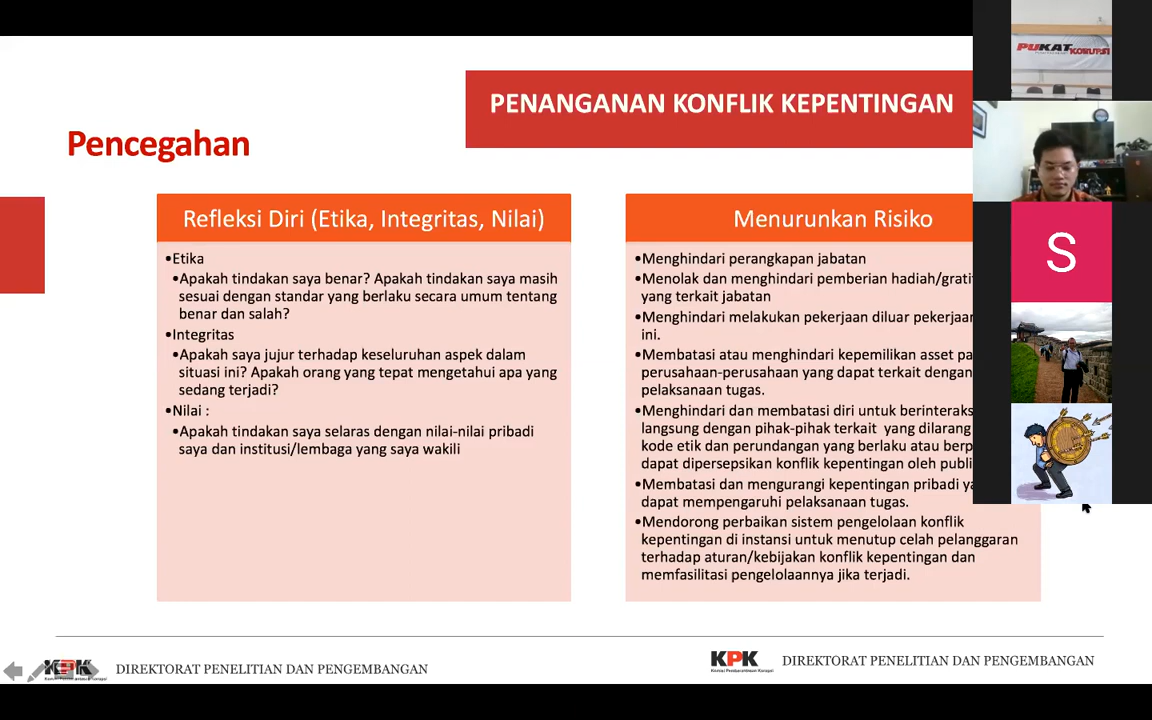 PUKAT KORUPSI
PENANGANAN KONFLIK KEPENTINGAN
Pencegahan
Refleksi Diri (Etika, Integritas, Nilai)
•Etika
•Apakah tindakan saya benar? Apakah tindakan saya masih
sesuai dengan standar yang berlaku secara umum tentang
benar dan salah?
•Integritas
•Apakah saya jujur terhadap keseluruhan aspek dalam
situasi ini? Apakah orang yang tepat mengetahui apa yang
sedang terjadi?
•Nilai :
•Apakah tindakan saya selaras dengan nilai-nilai pribadi
saya dan institusi/lembaga yang saya wakili
Menurunkan Risiko
•Menghindari perangkapan jabatan
•Menolak dan menghindari pemberian
yang terkait jabatan
•Menghindari melakukan pekerjaan diluar pekerjaan
ini.
•Membatasi atau menghindari kepemilikan asset
perusahaan-perusahaan yang dapat terkait dengan
pelaksanaan tugas.
•Menghindari dan membatasi diri untuk
langsung dengan pihak-pihak terkait yang dilarang
kode etik dan perundangan yang berlaku atau
dapat dipersepsikan konflik kepentingan oleh
•Membatasi dan mengurangi kepentingan pribadi
dapat mempengaruhi pelaksanaan tugas.
•Mendorong perbaikan sistem pengelolaan konflik
kepentingan di instansi untuk menutup celah pelanggaran
terhadap aturan/kebijakan konflik kepentingan dan
memfasilitasi pengelolaannya jika terjadi.
S
KPK
DIREKTORAT PENELITIAN DAN PENGEMBANGAN
KPK
DIREKTORAT PENELITIAN DAN PENGEMBANGAN